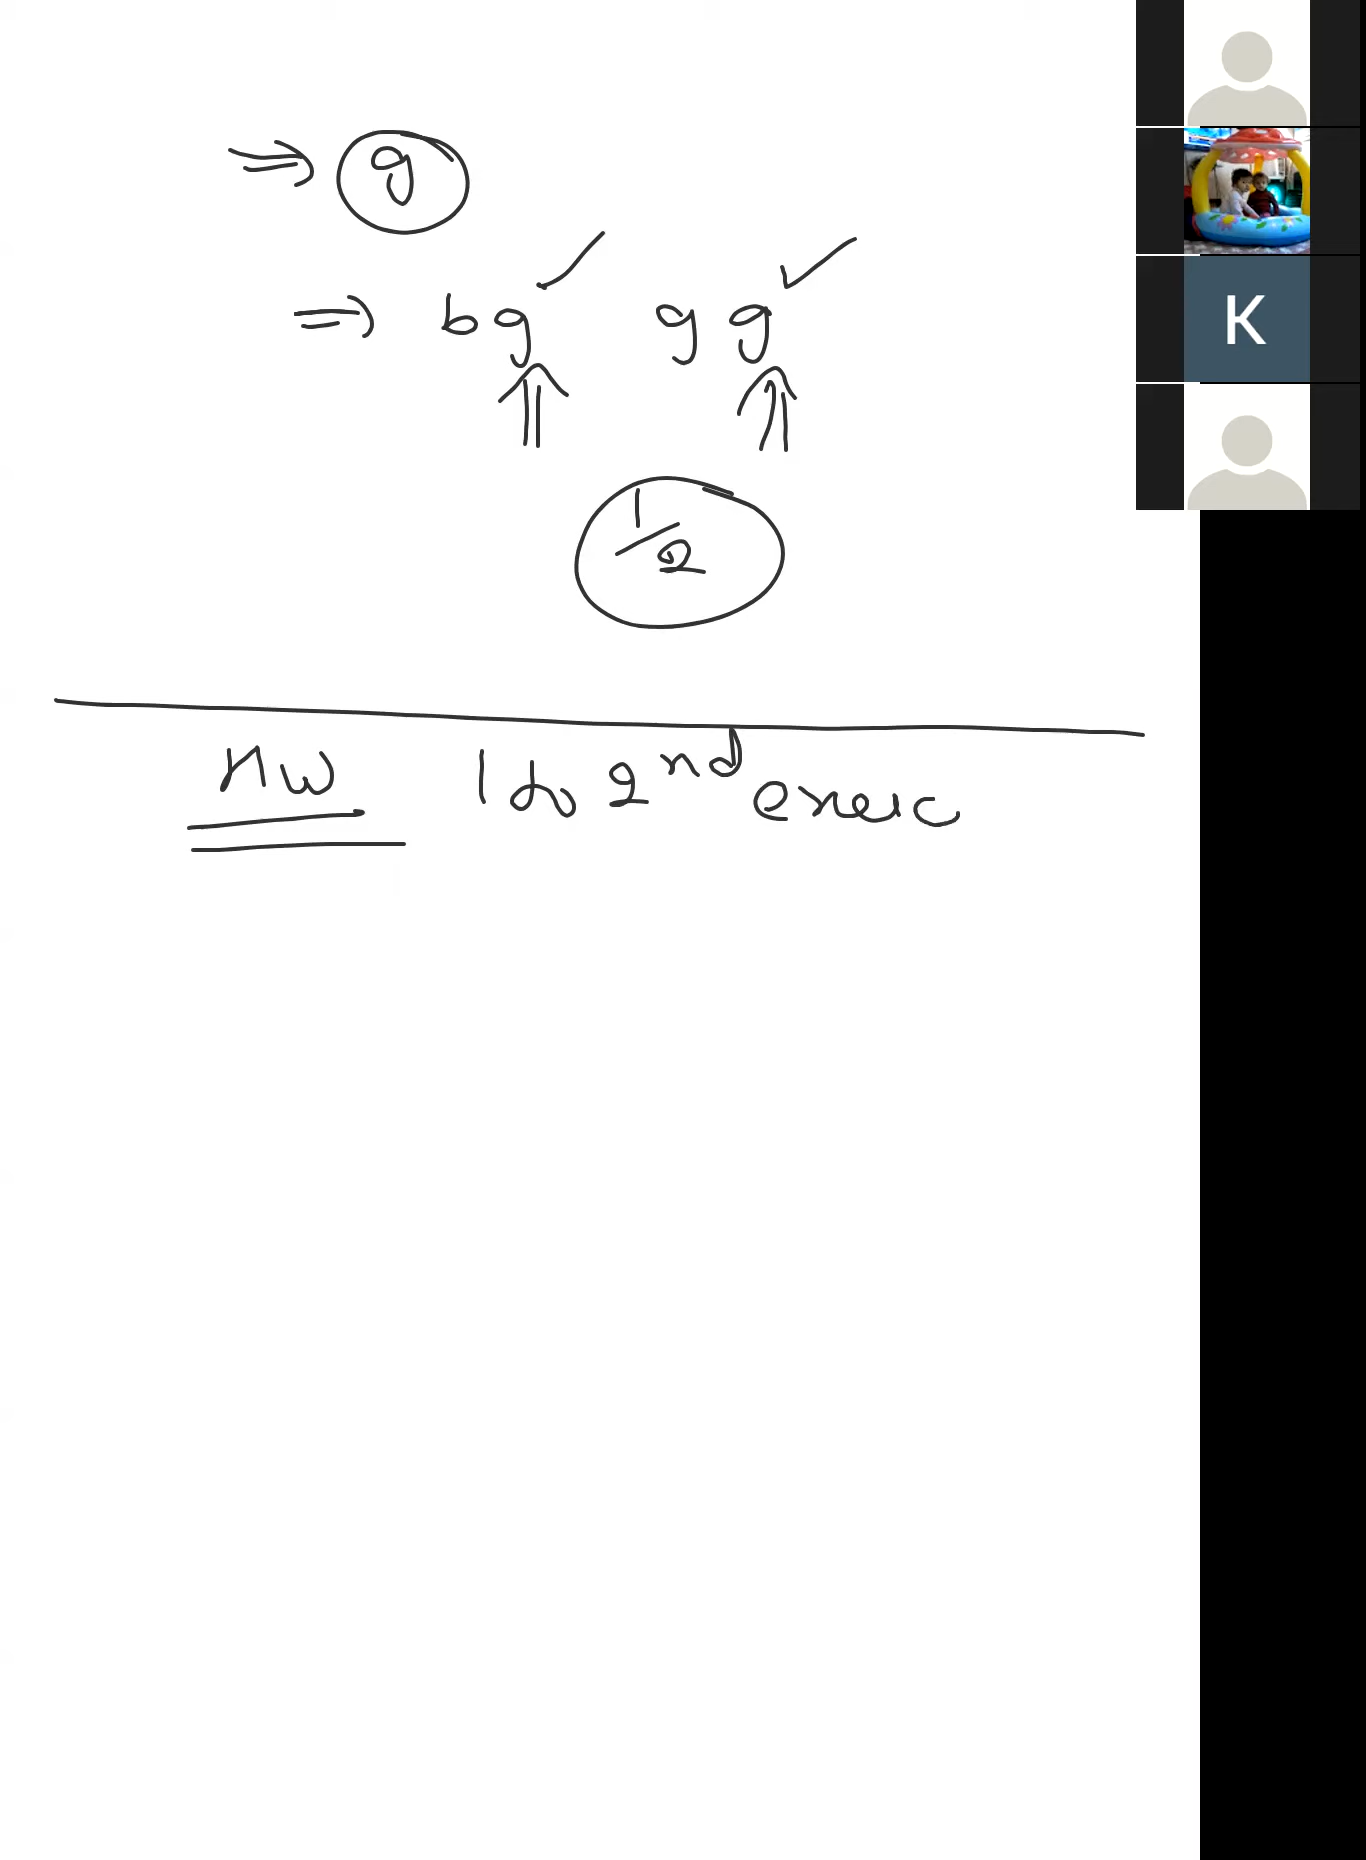 ⇒ g
⇒ bg ✓ gg ✓
1/2
HW 1 to 2nd exerc
K